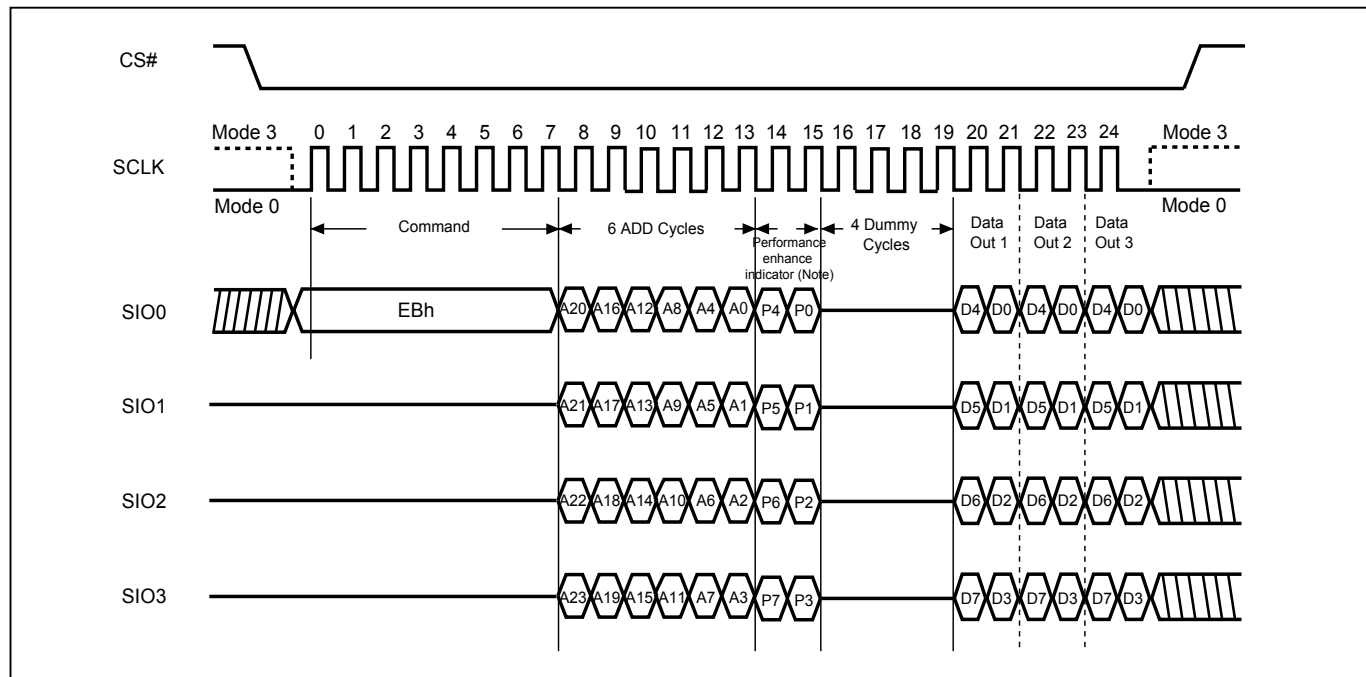 CS#
Mode 3 0 1 2 3 4 5 6 7 8 9 10 11 12 13 14 15 16 17 18 19 20 21 22 23 24 Mode 3
SCLK
Mode 0 Mode 0
Command
6 ADD Cycles
Performance
enhance
indicator (Note)
4 Dummy
Cycles
Data
Out 1
Data
Out 2
Data
Out 3
SIO0 EBh A20 A16 A12 A8 A4 A0 P4 P0 D4 D0 D4 D0 D4 D0
SIO1 A21 A17 A13 A9 A5 A1 P5 P1 D5 D1 D5 D1 D5 D1
SIO2 A22 A18 A14 A10 A6 A2 P6 P2 D6 D2 D6 D2 D6 D2
SIO3 A23 A19 A15 A11 A7 A3 P7 P3 D7 D3 D7 D3 D7 D3